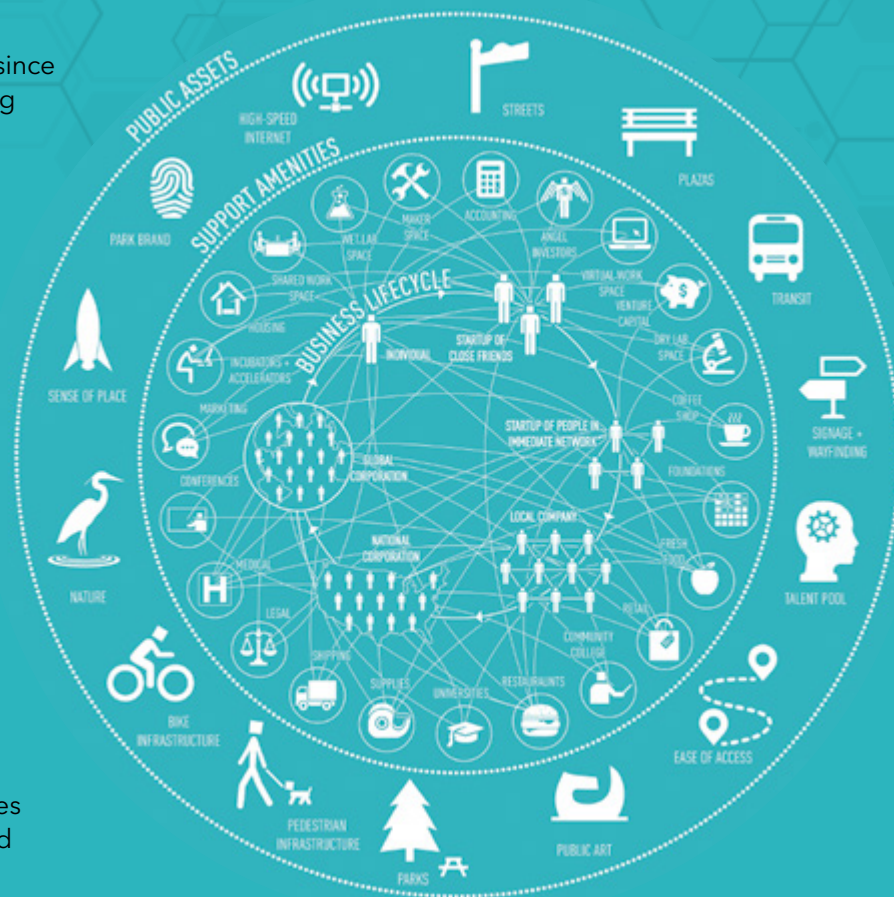 since
g
es
d
PUBLIC ASSETS
HIGH-SPEED
INTERNET
STREETS
PLAZAS
TRANSIT
SIGNAGE +
WAYFINDING
TALENT POOL
EASE OF ACCESS
PUBLIC ART
PARKS
PEDESTRIAN
INFRASTRUCTURE
BIKE
INFRASTRUCTURE
NATURE
SENSE OF PLACE
PARK BRAND
SUPPORT AMENITIES
MAKER
SPACE
ACCOUNTING
ANGEL
INVESTORS
VIRTUAL WORK
SPACE
VENTURE
CAPITAL
DRY LAB
SPACE
COFFEE
SHOP
FOUNDATIONS
FRESH
FOOD
RETAIL
COMMUNITY
COLLEGE
RESTAURAUNTS
UNIVERSITIES
SUPPLIES
SHIPPING
LEGAL
MEDICAL
H
CONFERENCES
MARKETING
INCUBATORS +
ACCELERATORS
HOUSING
SHARED WORK
SPACE
WET LAB
SPACE
$
BUSINESS LIFECYCLE
INDIVIDUAL
STARTUP OF
CLOSE FRIENDS
STARTUP OF PEOPLE IN
IMMEDIATE NETWORK
LOCAL COMPANY
NATIONAL
CORPORATION
GLOBAL
CORPORATION